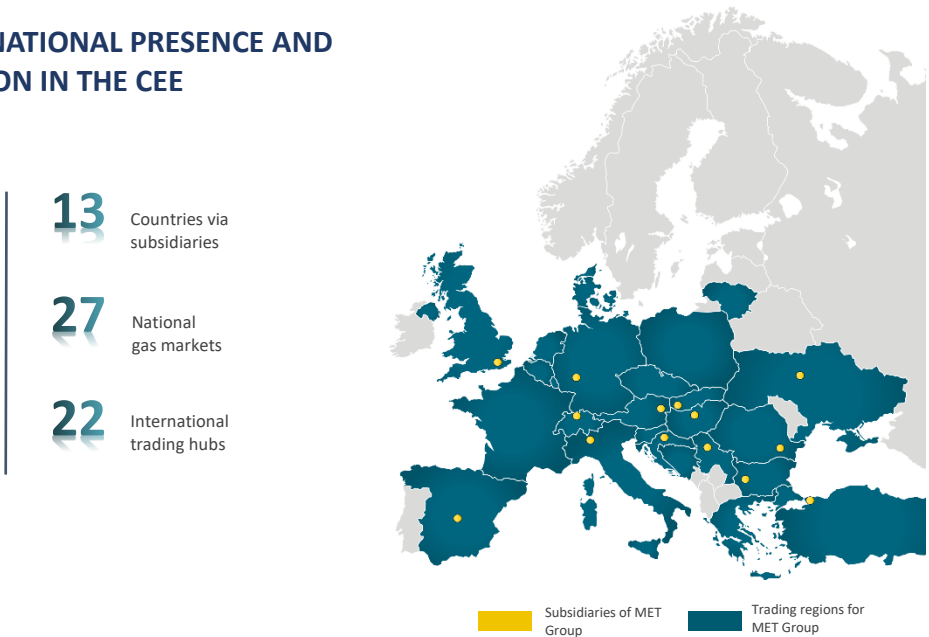 NATIONAL PRESENCE AND
ON IN THE CEE
13
Countries via
subsidiaries
27
National
gas markets
22
International
trading hubs
Subsidiaries of MET
Group
Trading regions for
MET Group